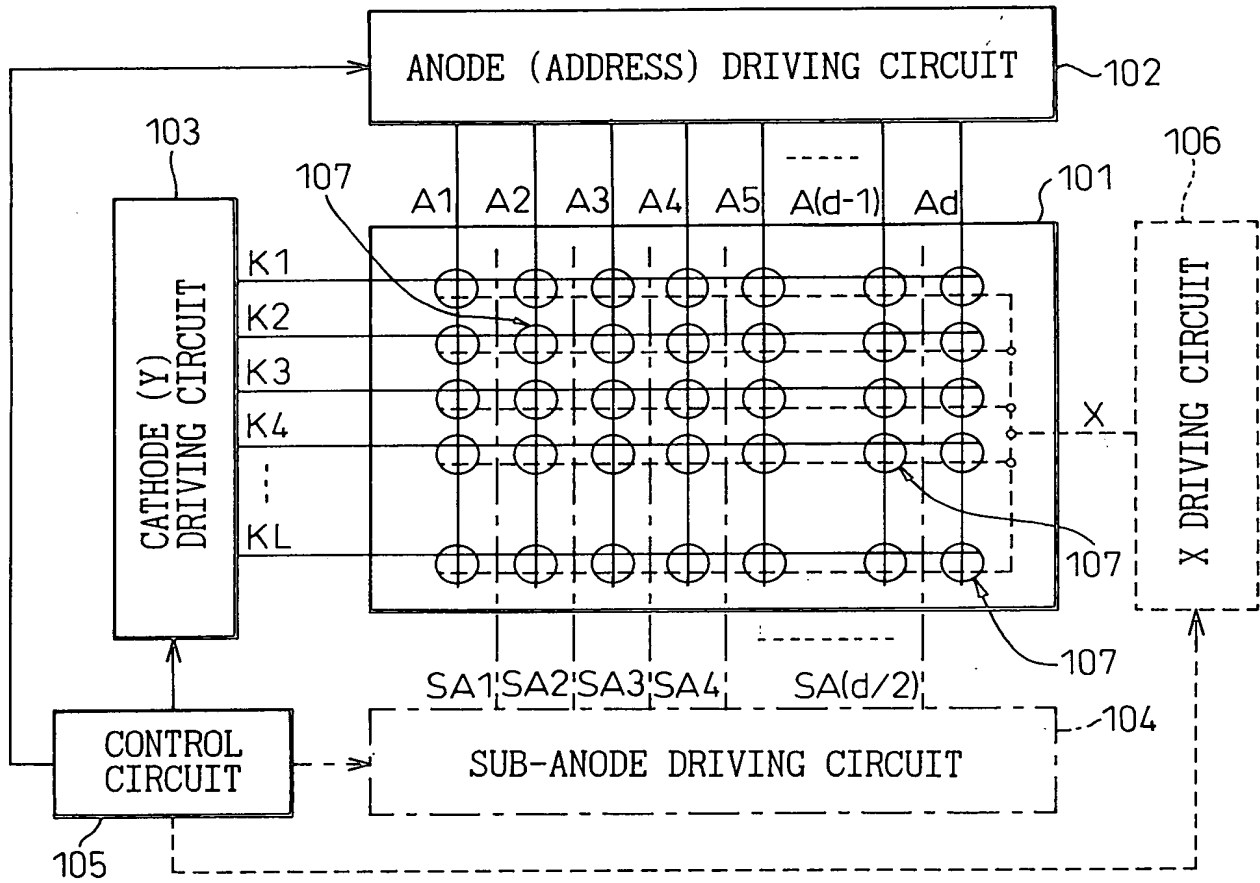 ANODE (ADDRESS) DRIVING CIRCUIT
102
103
107
106
101
A1 A2 A3 A4 A5 A(d-1) Ad
K1
K2
K3
K4
KL
CATHODE (Y)
DRIVING CIRCUIT
X
X DRIVING CIRCUIT
107
107
SA1 SA2 SA3 SA4 SA(d/2)
104
CONTROL
CIRCUIT
SUB-ANODE DRIVING CIRCUIT
105